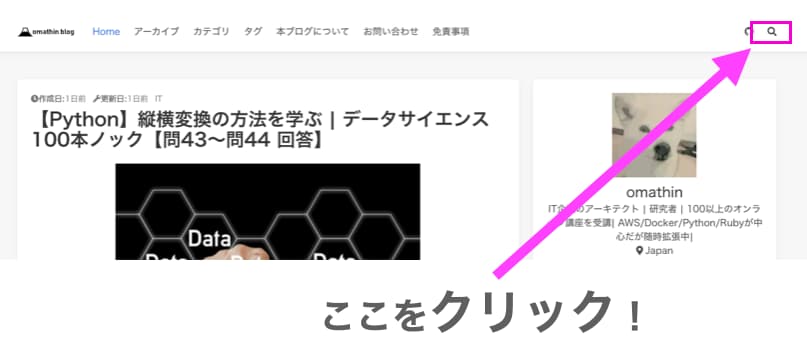 omathin blog Home アーカイブ カテゴリ タグ 本ブログについて お問い合わせ 免責事項
作成日:1日前 更新日:1日前 IT
【Python】縦横変換の方法を学ぶ | データサイエンス
100本ノック【問43〜問44 回答】
Data
Data
Data
omathin
IT企 のアーキテクト | 研究者 | 100以上のオンラ
講座を受講| AWS/Docker/Python/Rubyが中
心だが随時拡張中|
Japan
ここをクリック！